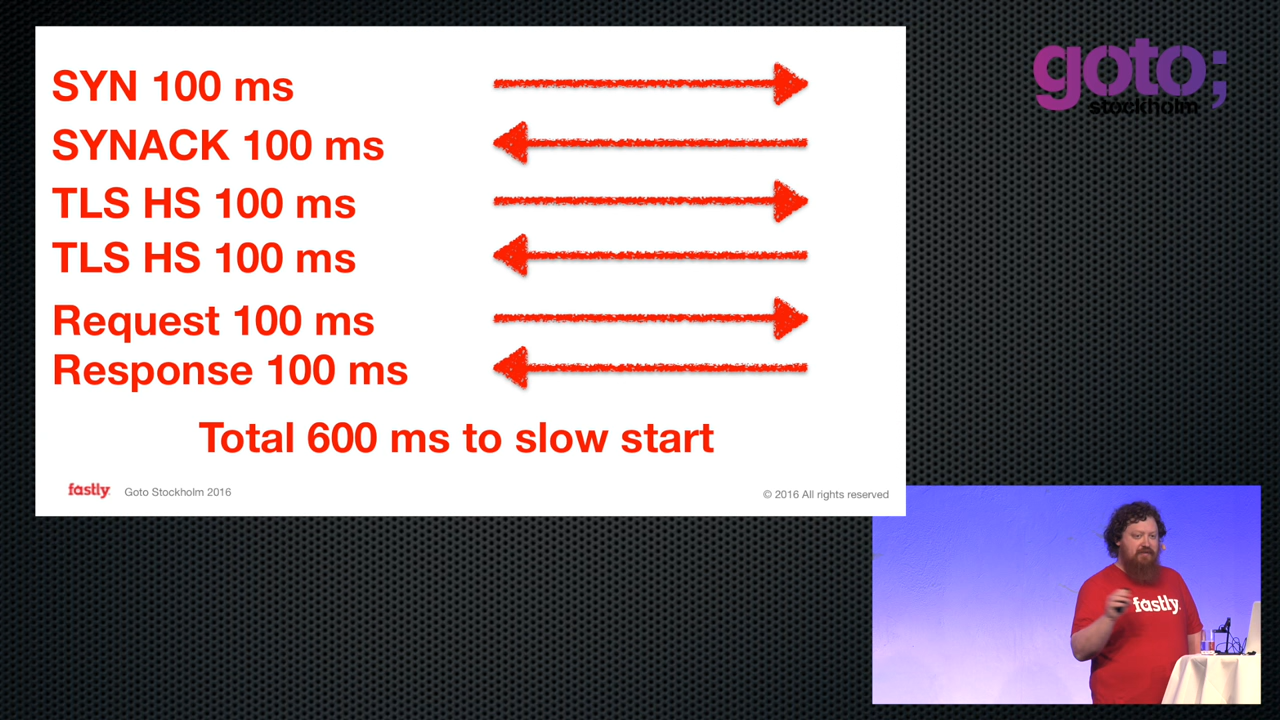 SYN 100 ms
SYNACK 100 ms
TLS HS 100 ms
TLS HS 100 ms
Request 100 ms
Response 100 ms
Total 600 ms to slow start
fastly
Goto Stockholm 2016
© 2016 All rights reserved
goto;
stockholm
fastly